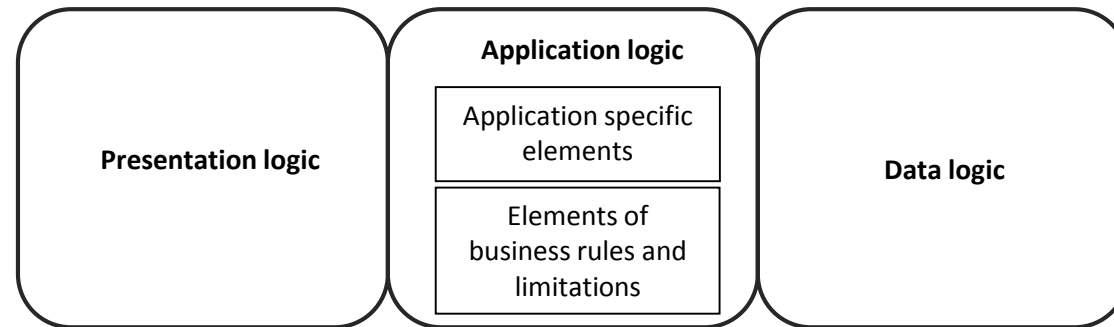 Presentation logic
Application logic
Application specific
elements
Elements of
business rules and
limitations
Data logic